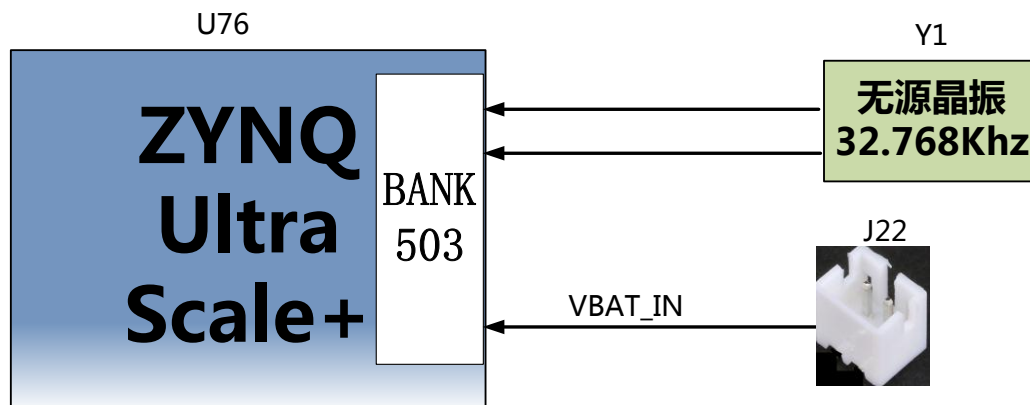 U76
ZYNQ
Ultra
Scale+
BANK
503
Y1
无源晶振
32.768Khz
J22
VBAT_IN